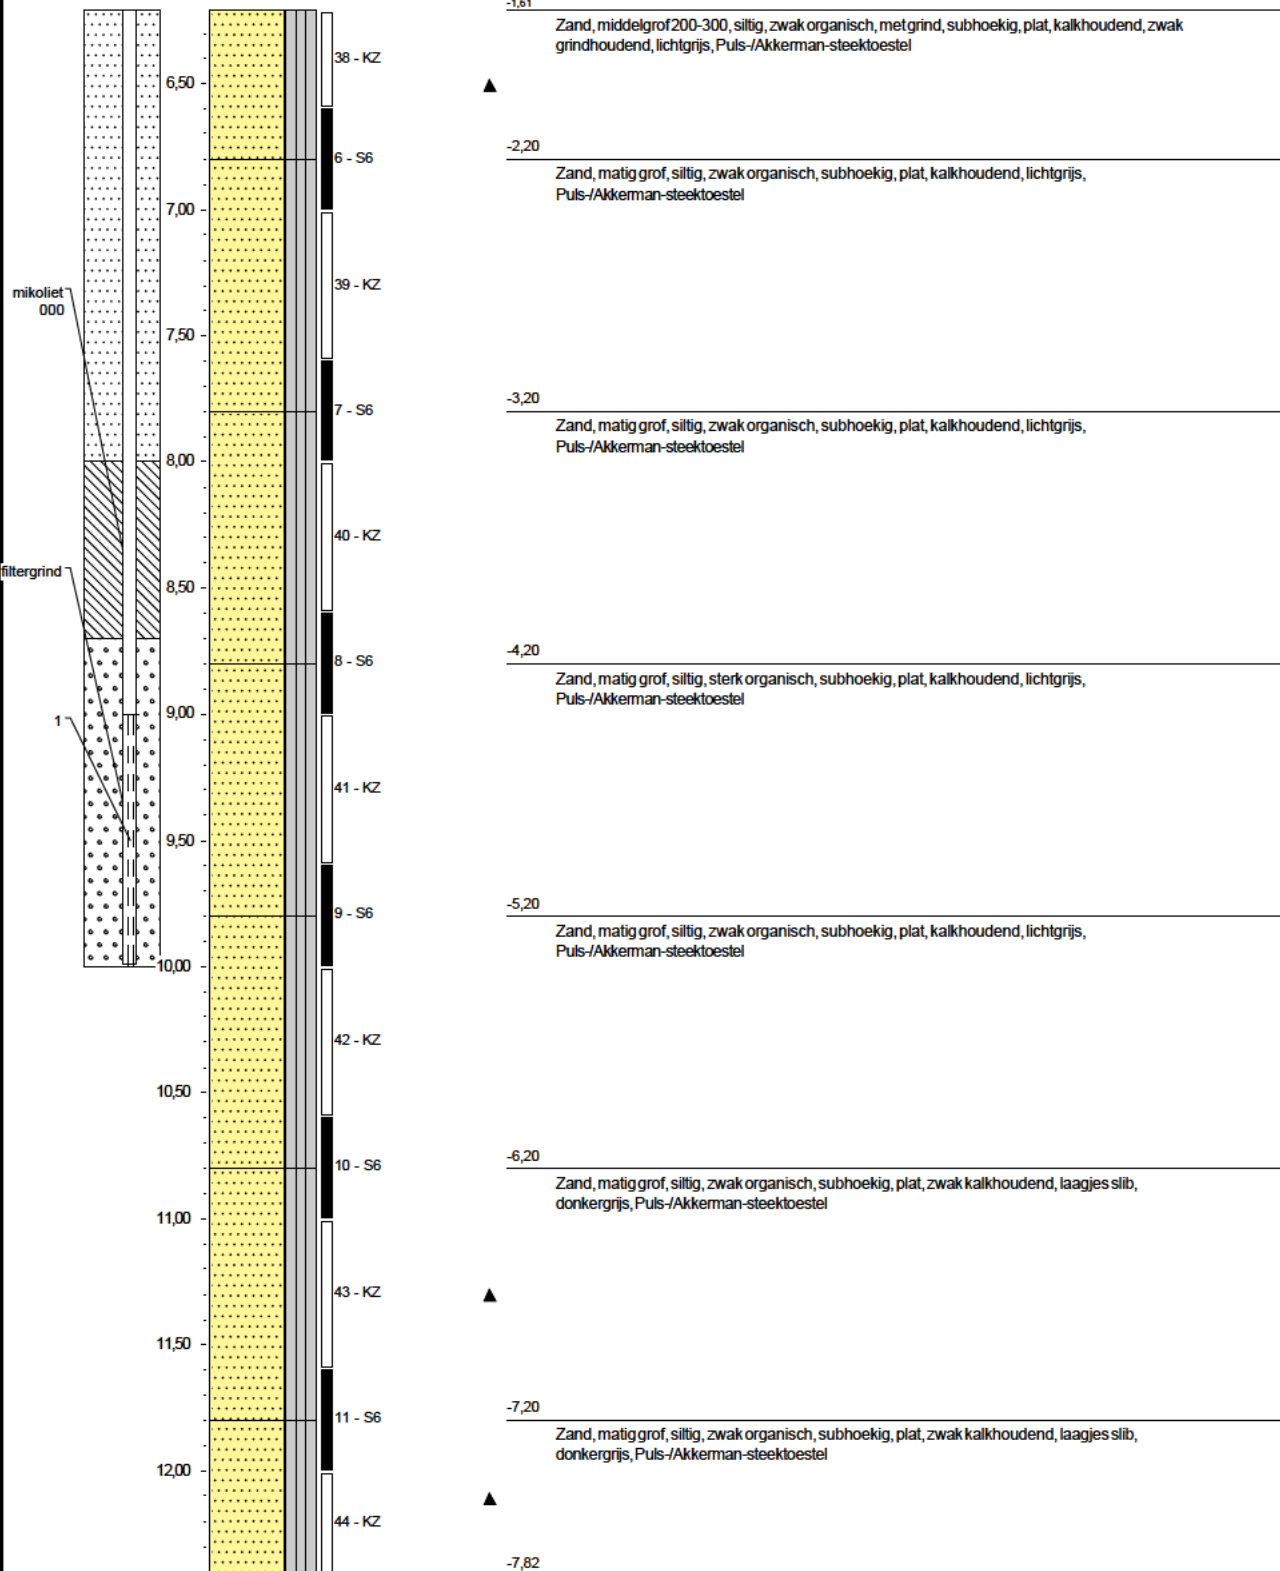 -1,61
Zand, middelgrof 200-300, siltig, zwak organisch, met grind, subhoekig, plat, kalkhoudend, zwak
grindhoudend, lichtgrijs, Puls-/Akkerman-steektoestel
38 - KZ
6,50
-2,20
6 - S6
Zand, matig grof, siltig, zwak organisch, subhoekig, plat, kalkhoudend, lichtgrijs,
Puls-/Akkerman-steektoestel
7,00
39 - KZ
mikoliet
000
7,50
-3,20
7 - S6
Zand, matig grof, siltig, zwak organisch, subhoekig, plat, kalkhoudend, lichtgrijs,
Puls-/Akkerman-steektoestel
8,00
40 - KZ
filtergrind
8,50
-4,20
8 - S6
Zand, matig grof, siltig, sterk organisch, subhoekig, plat, kalkhoudend, lichtgrijs,
Puls-/Akkerman-steektoestel
9,00
1
41 - KZ
9,50
-5,20
9 - S6
Zand, matig grof, siltig, zwak organisch, subhoekig, plat, kalkhoudend, lichtgrijs,
Puls-/Akkerman-steektoestel
10,00
42 - KZ
10,50
-6,20
10 - S6
Zand, matig grof, siltig, zwak organisch, subhoekig, plat, zwak kalkhoudend, laagjes slib,
donkergrijs, Puls-/Akkerman-steektoestel
11,00
43 - KZ
11,50
-7,20
11 - S6
Zand, matig grof, siltig, zwak organisch, subhoekig, plat, zwak kalkhoudend, laagjes slib,
donkergrijs, Puls-/Akkerman-steektoestel
12,00
44 - KZ
-7,82